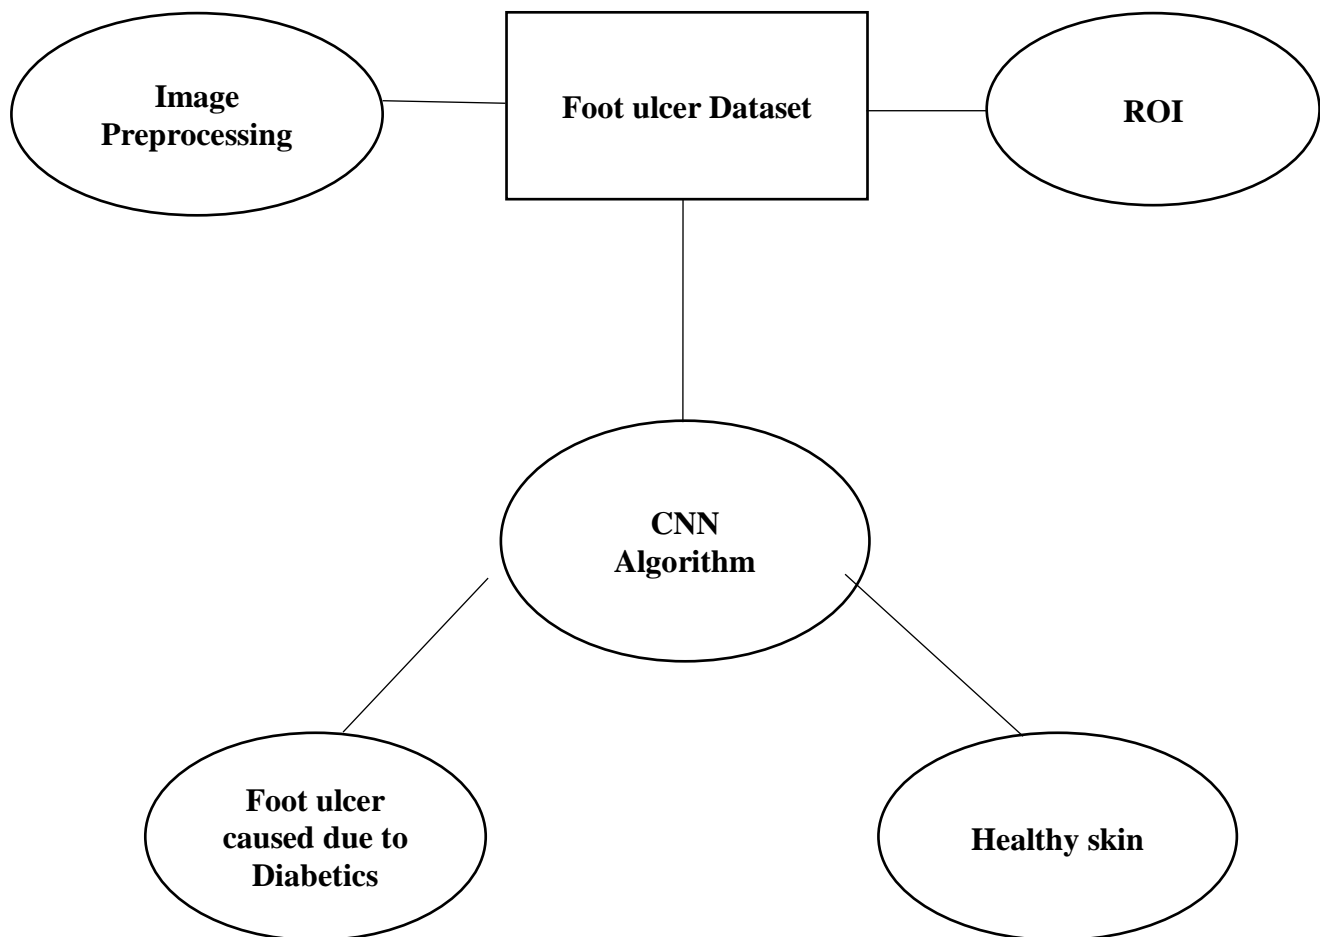 Image
Preprocessing
Foot ulcer Dataset
ROI
CNN
Algorithm
Foot ulcer
caused due to
Diabetics
Healthy skin